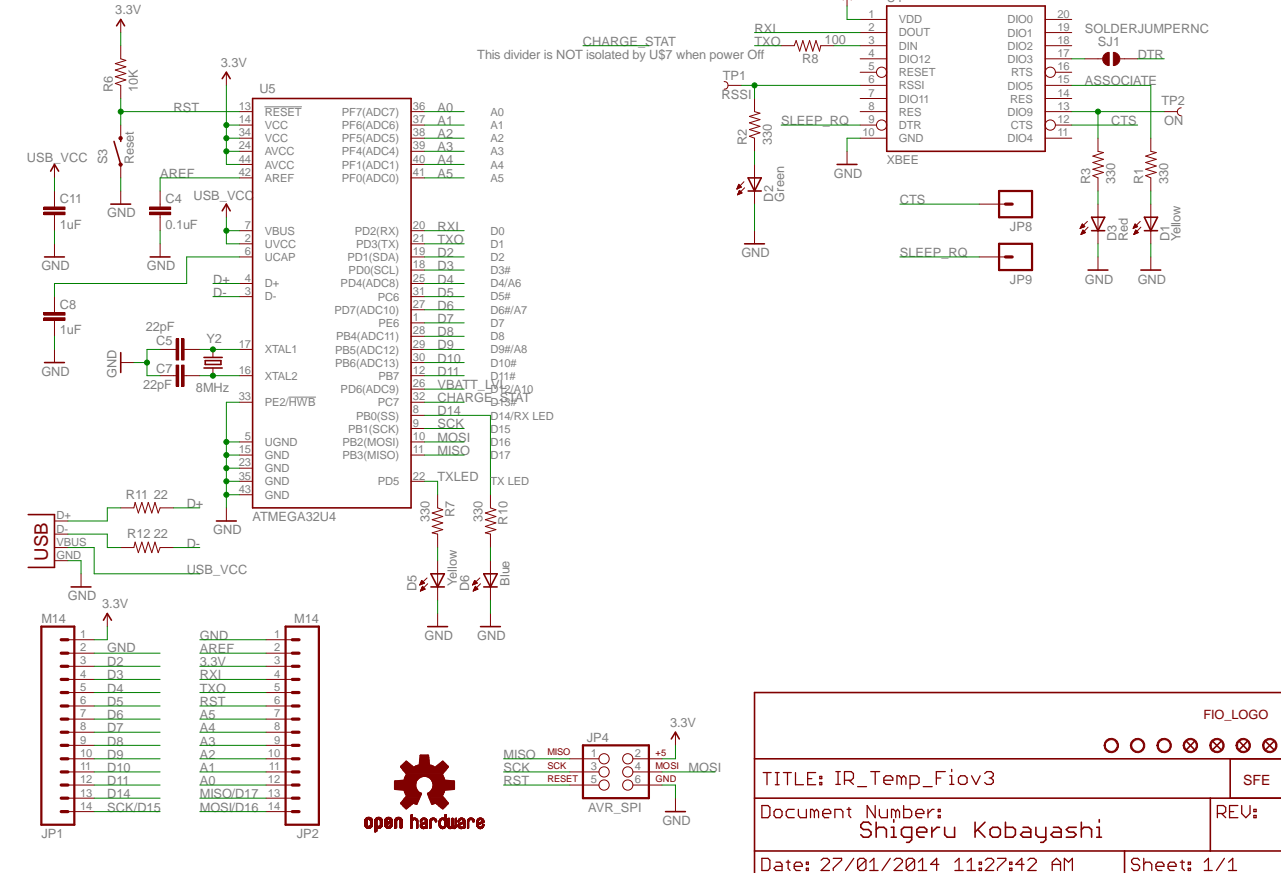 3.3V
R6
10K
RST
S3
Reset
GND
USB_VCC
C11
1uF
GND
AREF
C4
0.1uF
GND
USB_VCC
C8
1uF
GND
D+
D-
22pF
C5
C7
22pF
GND
Y2
8MHz
3.3V
U5
13 RESET PF7(ADC7) 36 A0 A0
14 VCC PF6(ADC6) 37 A1 A1
34 VCC PF5(ADC5) 38 A2 A2
24 AVCC PF4(ADC4) 39 A3 A3
44 AVCC PF1(ADC1) 40 A4 A4
42 AREF PF0(ADC0) 41 A5 A5
7 VBUS PD2(RX) 20 RXI D0
2 UVCC PD3(TX) 21 TXO D1
6 UCAP PD1(SDA) 19 D2 D2
PD0(SCL) 18 D3 D3#
4 D+ PD4(ADC8) 25 D4 D4/A6
3 D- PC6 31 D5 D5#
PD7(ADC10) 27 D6 D6#/A7
PE6 1 D7 D7
PB4(ADC11) 28 D8 D8
17 XTAL1 PB5(ADC12) 29 D9 D9#/A8
PB6(ADC13) 30 D10 D10#
16 XTAL2 PB7 12 D11 D11#
PD6(ADC9) 26 VBATT_LVL D12/A10
33 PE2/HWB PC7 32 CHARGE_STAT D13#
PB0(SS) 8 D14 D14/RX LED
PB1(SCK) 9 SCK D15
5 UGND PB2(MOSI) 10 MOSI D16
15 GND PB3(MISO) 11 MISO D17
23 GND
35 GND PD5 22 TXLED TX LED
43 GND
ATMEGA32U4
GND
330
R7
330
R10
D5
Yellow
D6
Blue
GND
GND
USB
D+
D-
VBUS
GND
R11 22
D+
R12 22
D-
USB_VCC
GND
CHARGE_STAT
This divider is NOT isolated by U$7 when power Off
RXI
TXO
R8
100
TP1
RSSI
R2
330
D2
Green
GND
SLEEP_RQ
GND
1 VDD DIO0 20
2 DOUT DIO1 19
3 DIN DIO2 18
4 DIO12 DIO3 17
5 RESET RTS 16
6 RSSI DIO5 15
7 DIO11 RES 14
8 RES DIO9 13
9 DTR CTS 12
10 GND DIO4 11
XBEE
SOLDERJUMPERNC
SJ1
DTR
ASSOCIATE
TP2
ON
CTS
R3
330
R1
330
D3
Red
D1
Yellow
GND
GND
CTS
JP8
SLEEP_RQ
JP9
3.3V
M14
1
2 GND
3 D2
4 D3
5 D4
6 D5
7 D6
8 D7
9 D8
10 D9
11 D10
12 D11
13 D14
14 SCK/D15
JP1
M14
GND 1
AREF 2
3.3V 3
RXI 4
TXO 5
RST 6
A5 7
A4 8
A3 9
A2 10
A1 11
A0 12
MISO/D17 13
MOSI/D16 14
JP2
open hardware
3.3V
JP4
MISO MISO 1 2 +5
SCK SCK 3 4 MOSI MOSI
RST RESET 5 6 GND
AVR_SPI
GND
FIO_LOGO
TITLE: IR_Temp_Fiov3
SFE
Document Number:
REV:
Shigeru Kobayashi
Date: 27/01/2014 11:27:42 AM
Sheet: 1/1